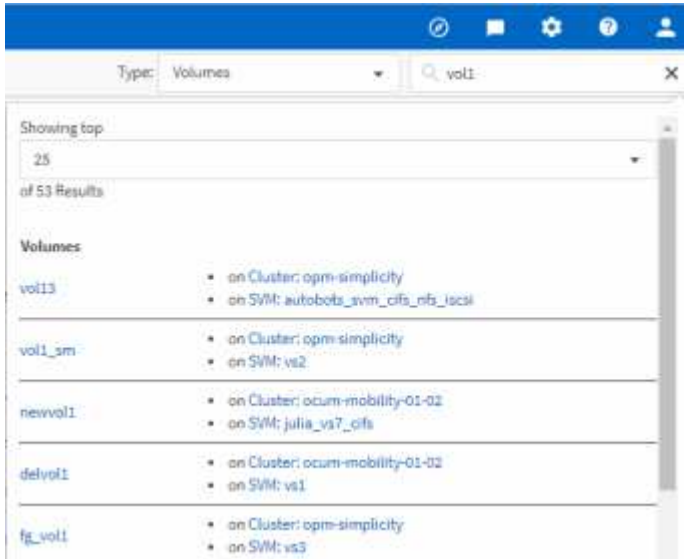 Type: Volumes vol1
Showing top
25
of 53 Results
Volumes
vol13
on Cluster: opm-simplicity
on SVM: autobots_svm_cifs_nfs_iscsi
vol1_sm
on Cluster: opm-simplicity
on SVM: vs2
newvol1
on Cluster: ocum-mobility-01-02
on SVM: julia_vs7_cifs
delvol1
on Cluster: ocum-mobility-01-02
on SVM: vs1
fg_vol1
on Cluster: opm-simplicity
on SVM: vs3